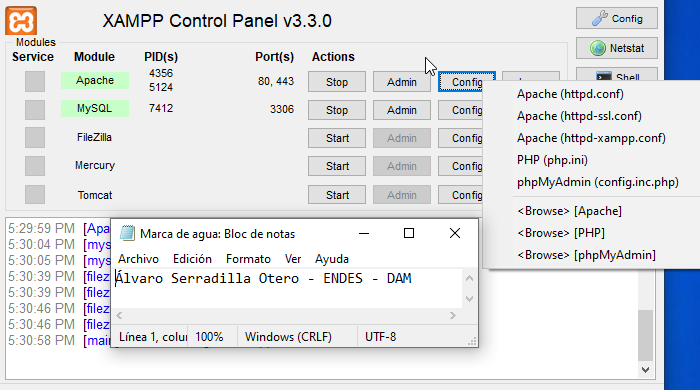 XAMPP Control Panel v3.3.0
Config
Netstat
Shell
Modules
Service Module PID(s) Port(s) Actions
Apache 4356 5124 80, 443 Stop Admin Config
MySQL 7412 3306 Stop Admin Config
FileZilla Start Admin Config
Mercury Start Admin Config
Tomcat Start Admin Config
Apache (httpd.conf)
Apache (httpd-ssl.conf)
Apache (httpd-xampp.conf)
PHP (php.ini)
phpMyAdmin (config.inc.php)
<Browse> [Apache]
<Browse> [PHP]
<Browse> [phpMyAdmin]
5:29:59 PM [Apa
5:30:04 PM [mys
5:30:05 PM [mys
5:30:39 PM [filez
5:30:39 PM [filez
5:30:46 PM [filez
5:30:46 PM [filez
5:30:58 PM [main
Marca de agua: Bloc de notas
Archivo Edición Formato Ver Ayuda
Álvaro Serradilla Otero - ENDES - DAM
Línea 1, colun 100% Windows (CRLF) UTF-8